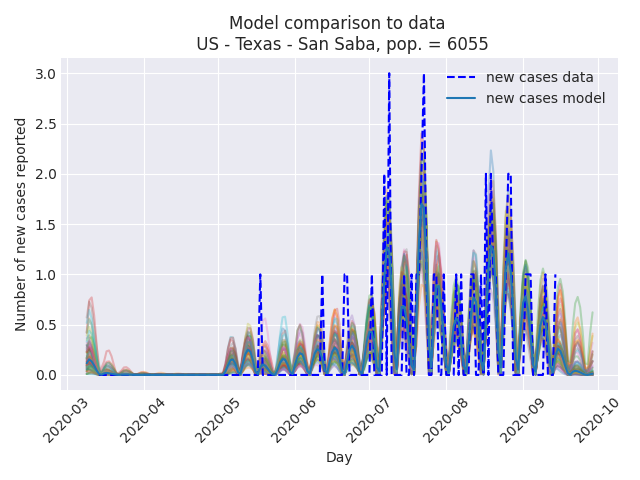 Model comparison to data
US - Texas - San Saba, pop. = 6055
new cases data
new cases model
Number of new cases reported
3.0
2.5
2.0
1.5
1.0
0.5
0.0
2020-03
2020-04
2020-05
2020-06
2020-07
2020-08
2020-09
2020-10
Day